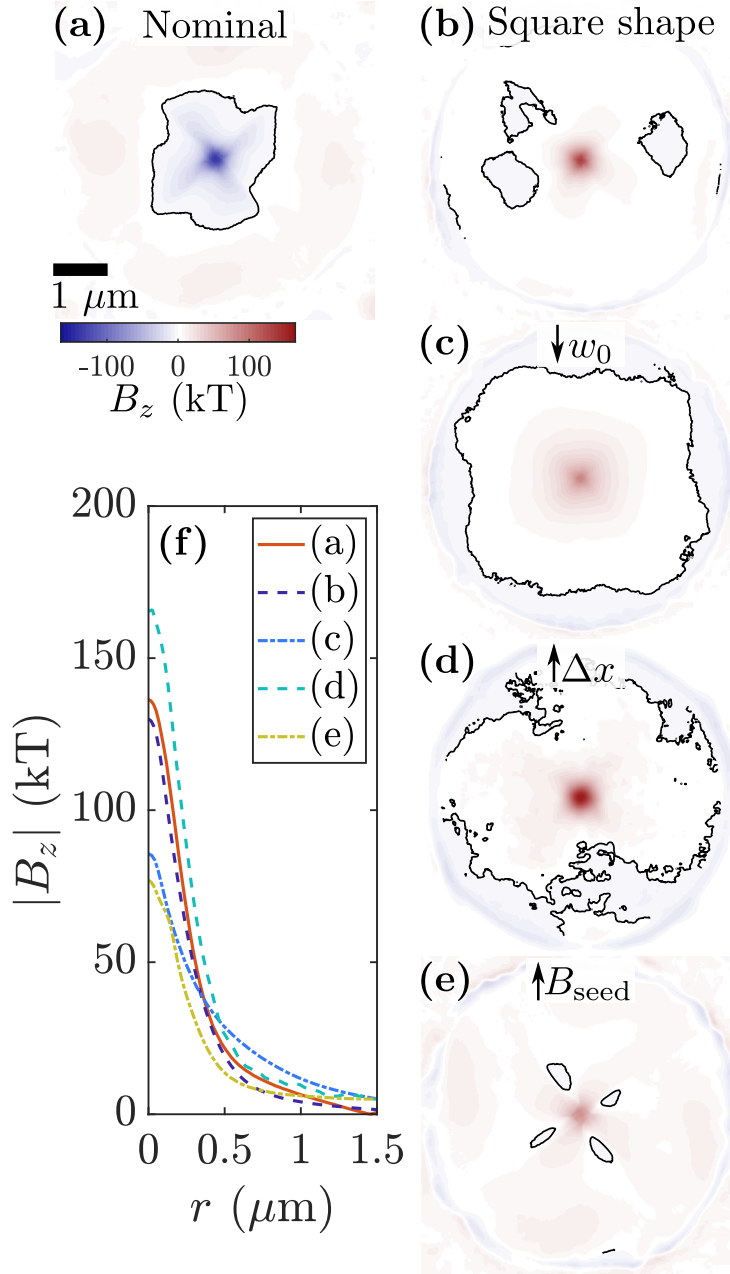 (a) Nominal
1 μm
-100 0 100
B_z (kT)
(b) Square shape
(c) ↓w_0
(d) ↑Δx
(e) ↑B_seed
(f)
(a)
(b)
(c)
(d)
(e)
200
150
100
50
0
|B_z| (kT)
0 0.5 1 1.5
r (μm)